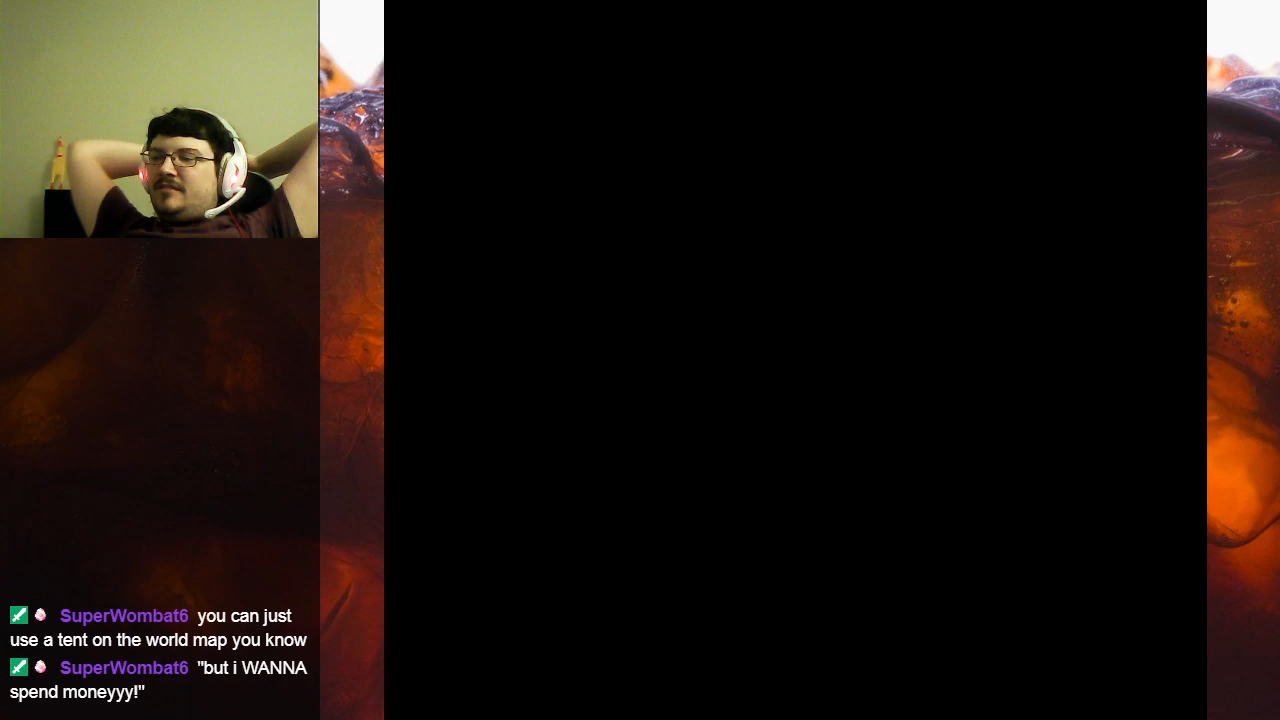 SuperWombat6 you can just
use a tent on the world map you know
SuperWombat6 "but i WANNA
spend moneyyy!"